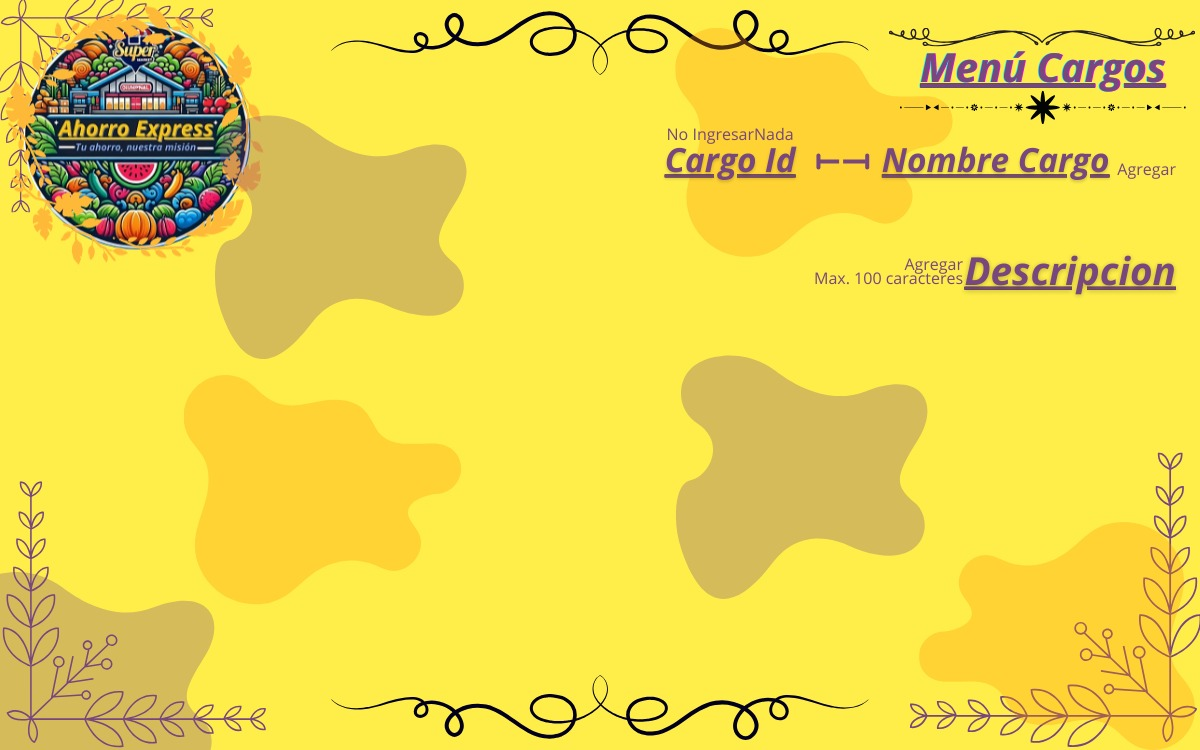 Super
Ahorro Express
Tu ahorro, nuestra misión
Menú Cargos
No IngresarNada
Cargo Id
Nombre Cargo
Agregar
Agregar
Max. 100 caracteres
Descripcion